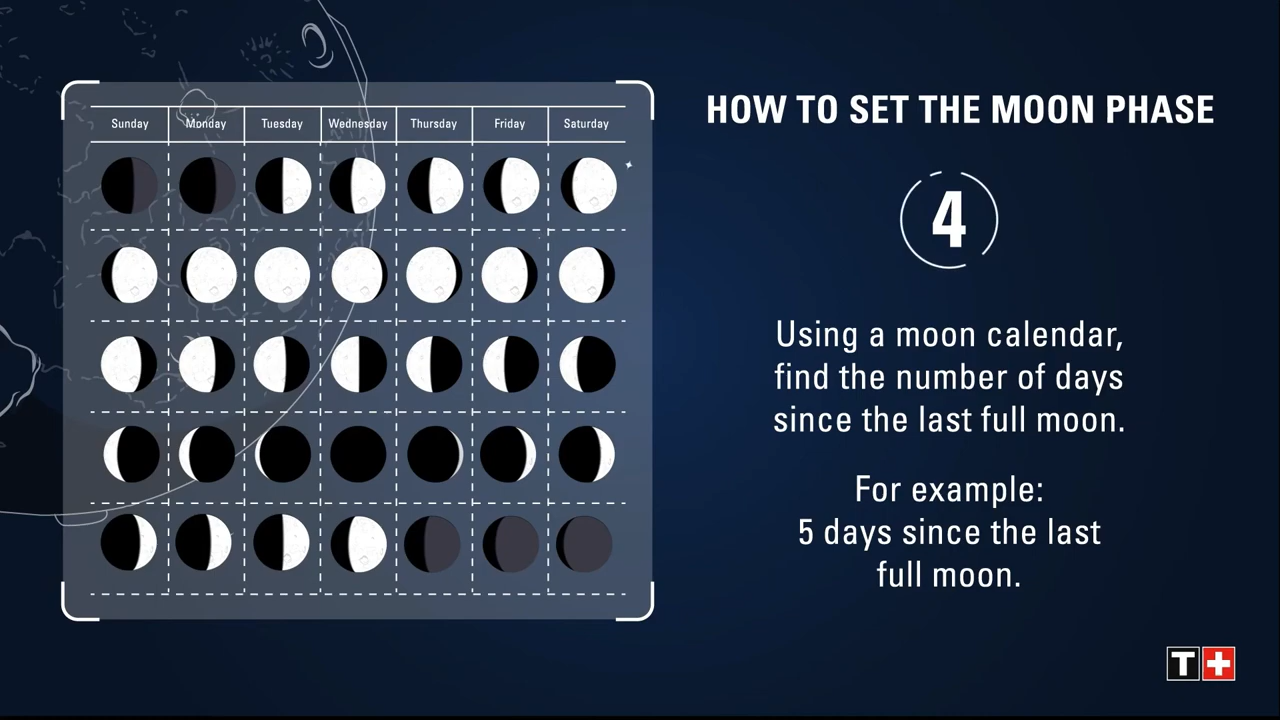 Sunday Monday Tuesday Wednesday Thursday Friday Saturday
HOW TO SET THE MOON PHASE
4
Using a moon calendar,
find the number of days
since the last full moon.
For example:
5 days since the last
full moon.
T+